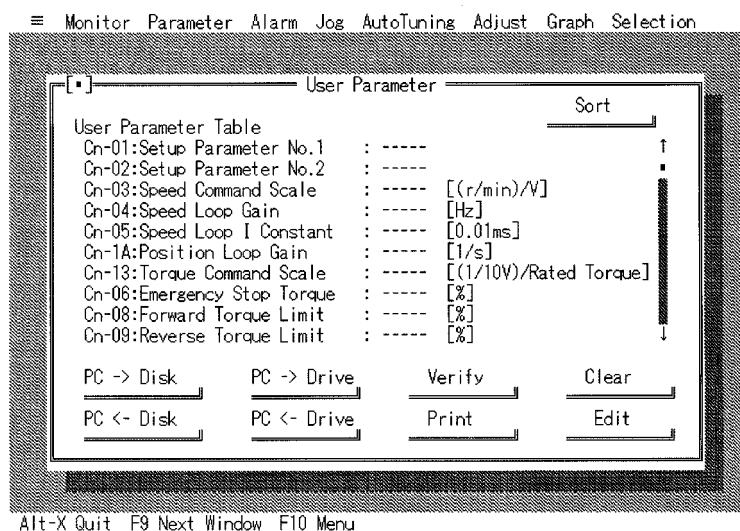 ≡ Monitor Parameter Alarm Jog AutoTuning Adjust Graph Selection
[▪] User Parameter
Sort
User Parameter Table
Cn-01:Setup Parameter No.1 : -----
Cn-02:Setup Parameter No.2 : -----
Cn-03:Speed Command Scale : ----- [(r/min)/V]
Cn-04:Speed Loop Gain : ----- [Hz]
Cn-05:Speed Loop I Constant : ----- [0.01ms]
Cn-1A:Position Loop Gain : ----- [1/s]
Cn-13:Torque Command Scale : ----- [(1/10V)/Rated Torque]
Cn-06:Emergency Stop Torque : ----- [%]
Cn-08:Forward Torque Limit : ----- [%]
Cn-09:Reverse Torque Limit : ----- [%]
PC -> Disk PC -> Drive Verify Clear
PC <- Disk PC <- Drive Print Edit
Alt-X Quit F9 Next Window F10 Menu